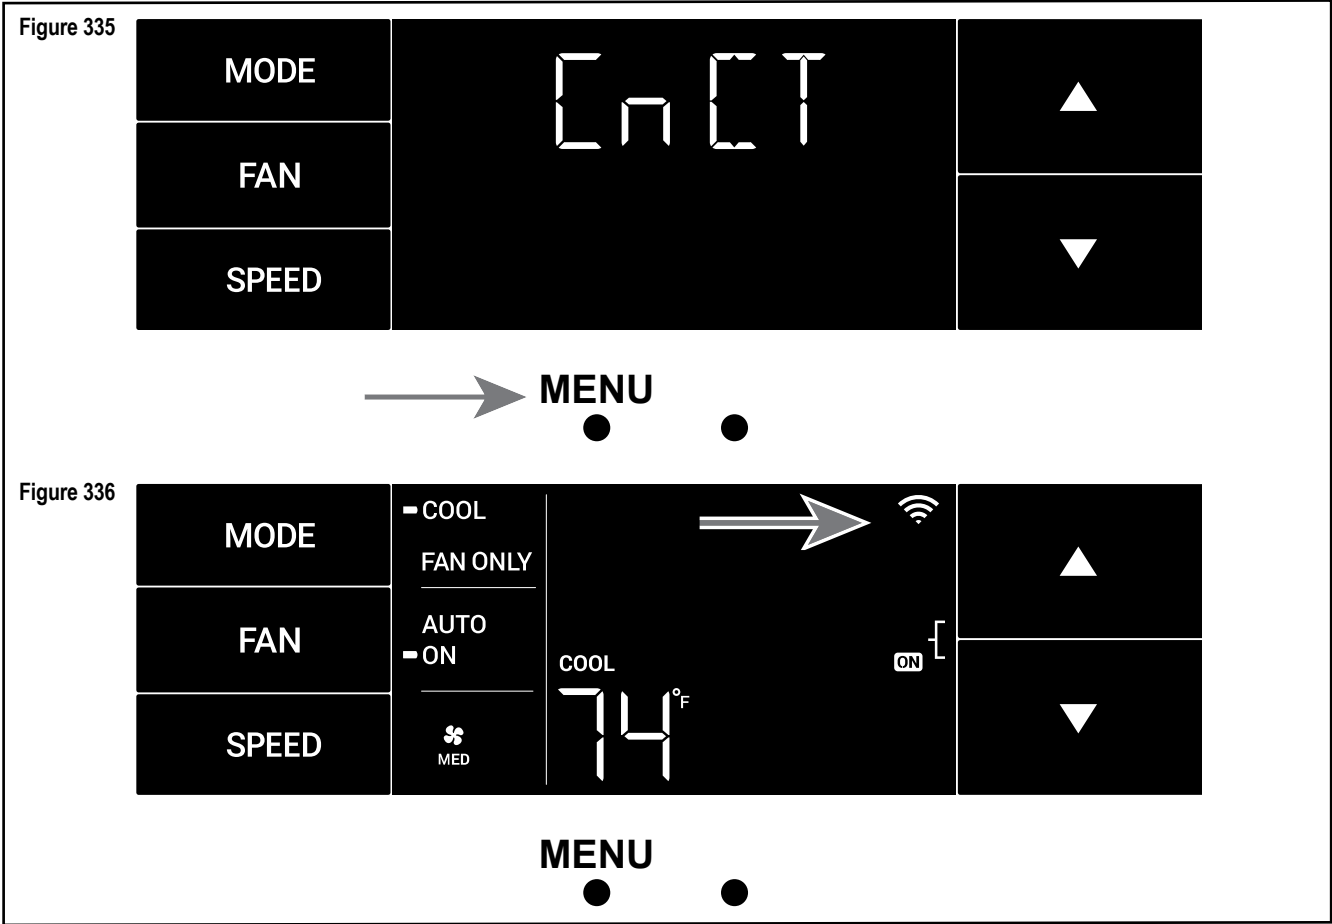 Figure 335
MODE
FAN
SPEED
CnCT
MENU
Figure 336
MODE
FAN
SPEED
COOL
FAN ONLY
AUTO
ON
MED
COOL
74°F
ON
MENU